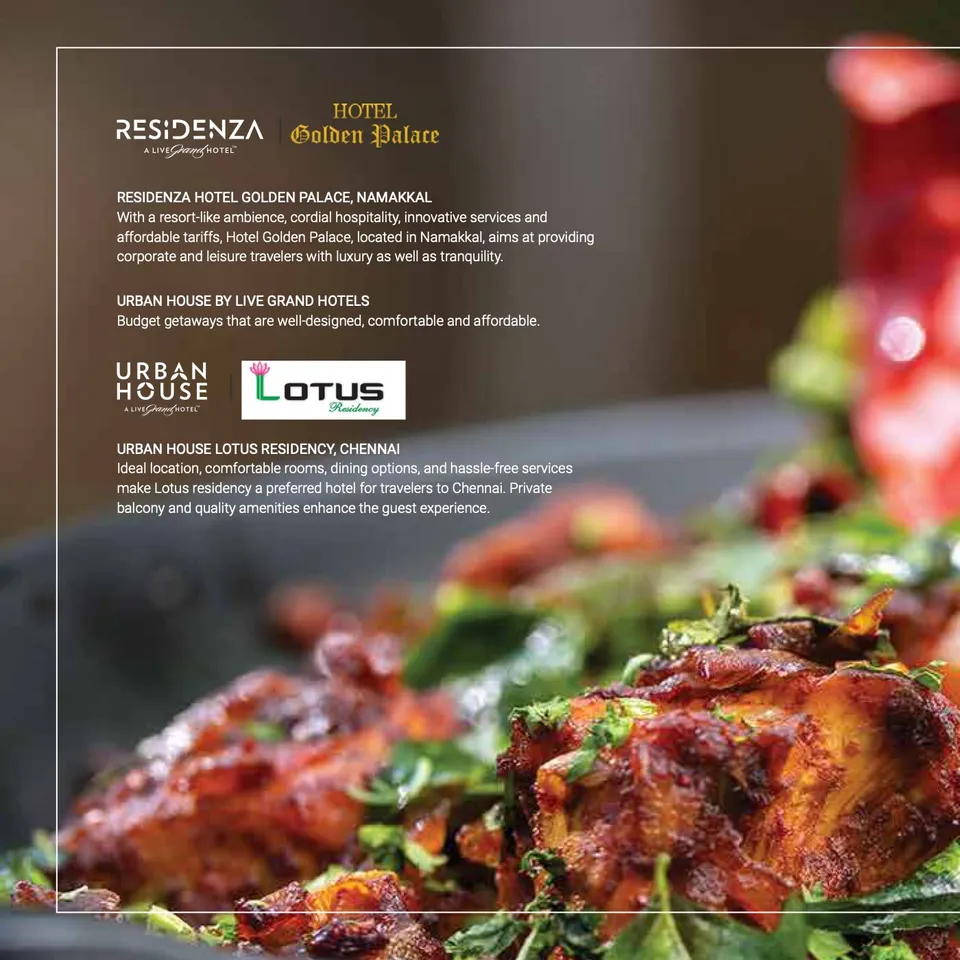 RESIDENZA
A LIVE Grand HOTEL™
HOTEL
Golden Palace
RESIDENZA HOTEL GOLDEN PALACE, NAMAKKAL
With a resort-like ambience, cordial hospitality, innovative services and
affordable tariffs, Hotel Golden Palace, located in Namakkal, aims at providing
corporate and leisure travelers with luxury as well as tranquility.
URBAN HOUSE BY LIVE GRAND HOTELS
Budget getaways that are well-designed, comfortable and affordable.
URBAN
HOUSE
A LIVE Grand HOTEL™
LOTUS
Residency
URBAN HOUSE LOTUS RESIDENCY, CHENNAI
Ideal location, comfortable rooms, dining options, and hassle-free services
make Lotus residency a preferred hotel for travelers to Chennai. Private
balcony and quality amenities enhance the guest experience.